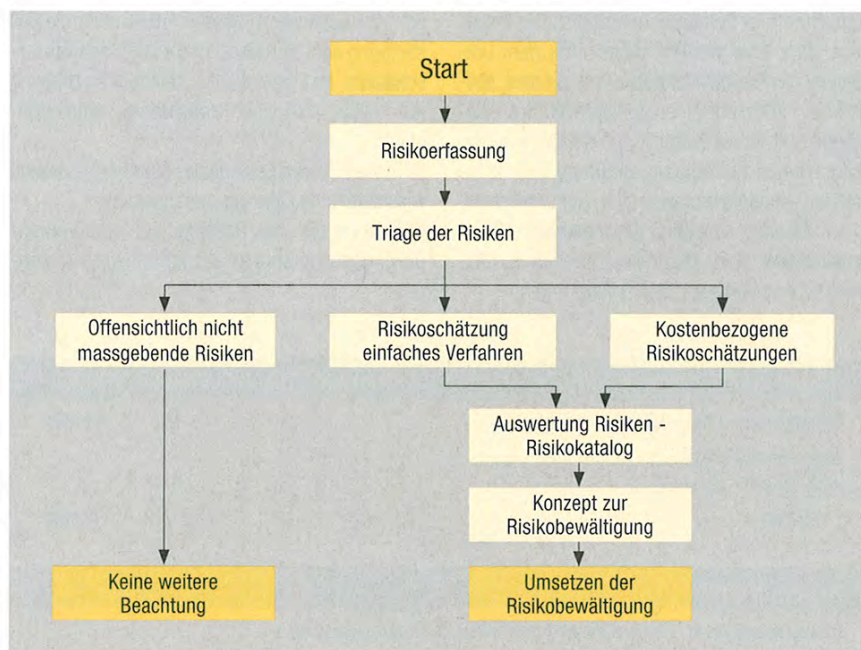 Start
Risikoerfassung
Triage der Risiken
Offensichtlich nicht
massgebende Risiken
Risikoschätzung
einfaches Verfahren
Kostenbezogene
Risikoschätzungen
Auswertung Risiken -
Risikokatalog
Konzept zur
Risikobewältigung
Keine weitere
Beachtung
Umsetzen der
Risikobewältigung